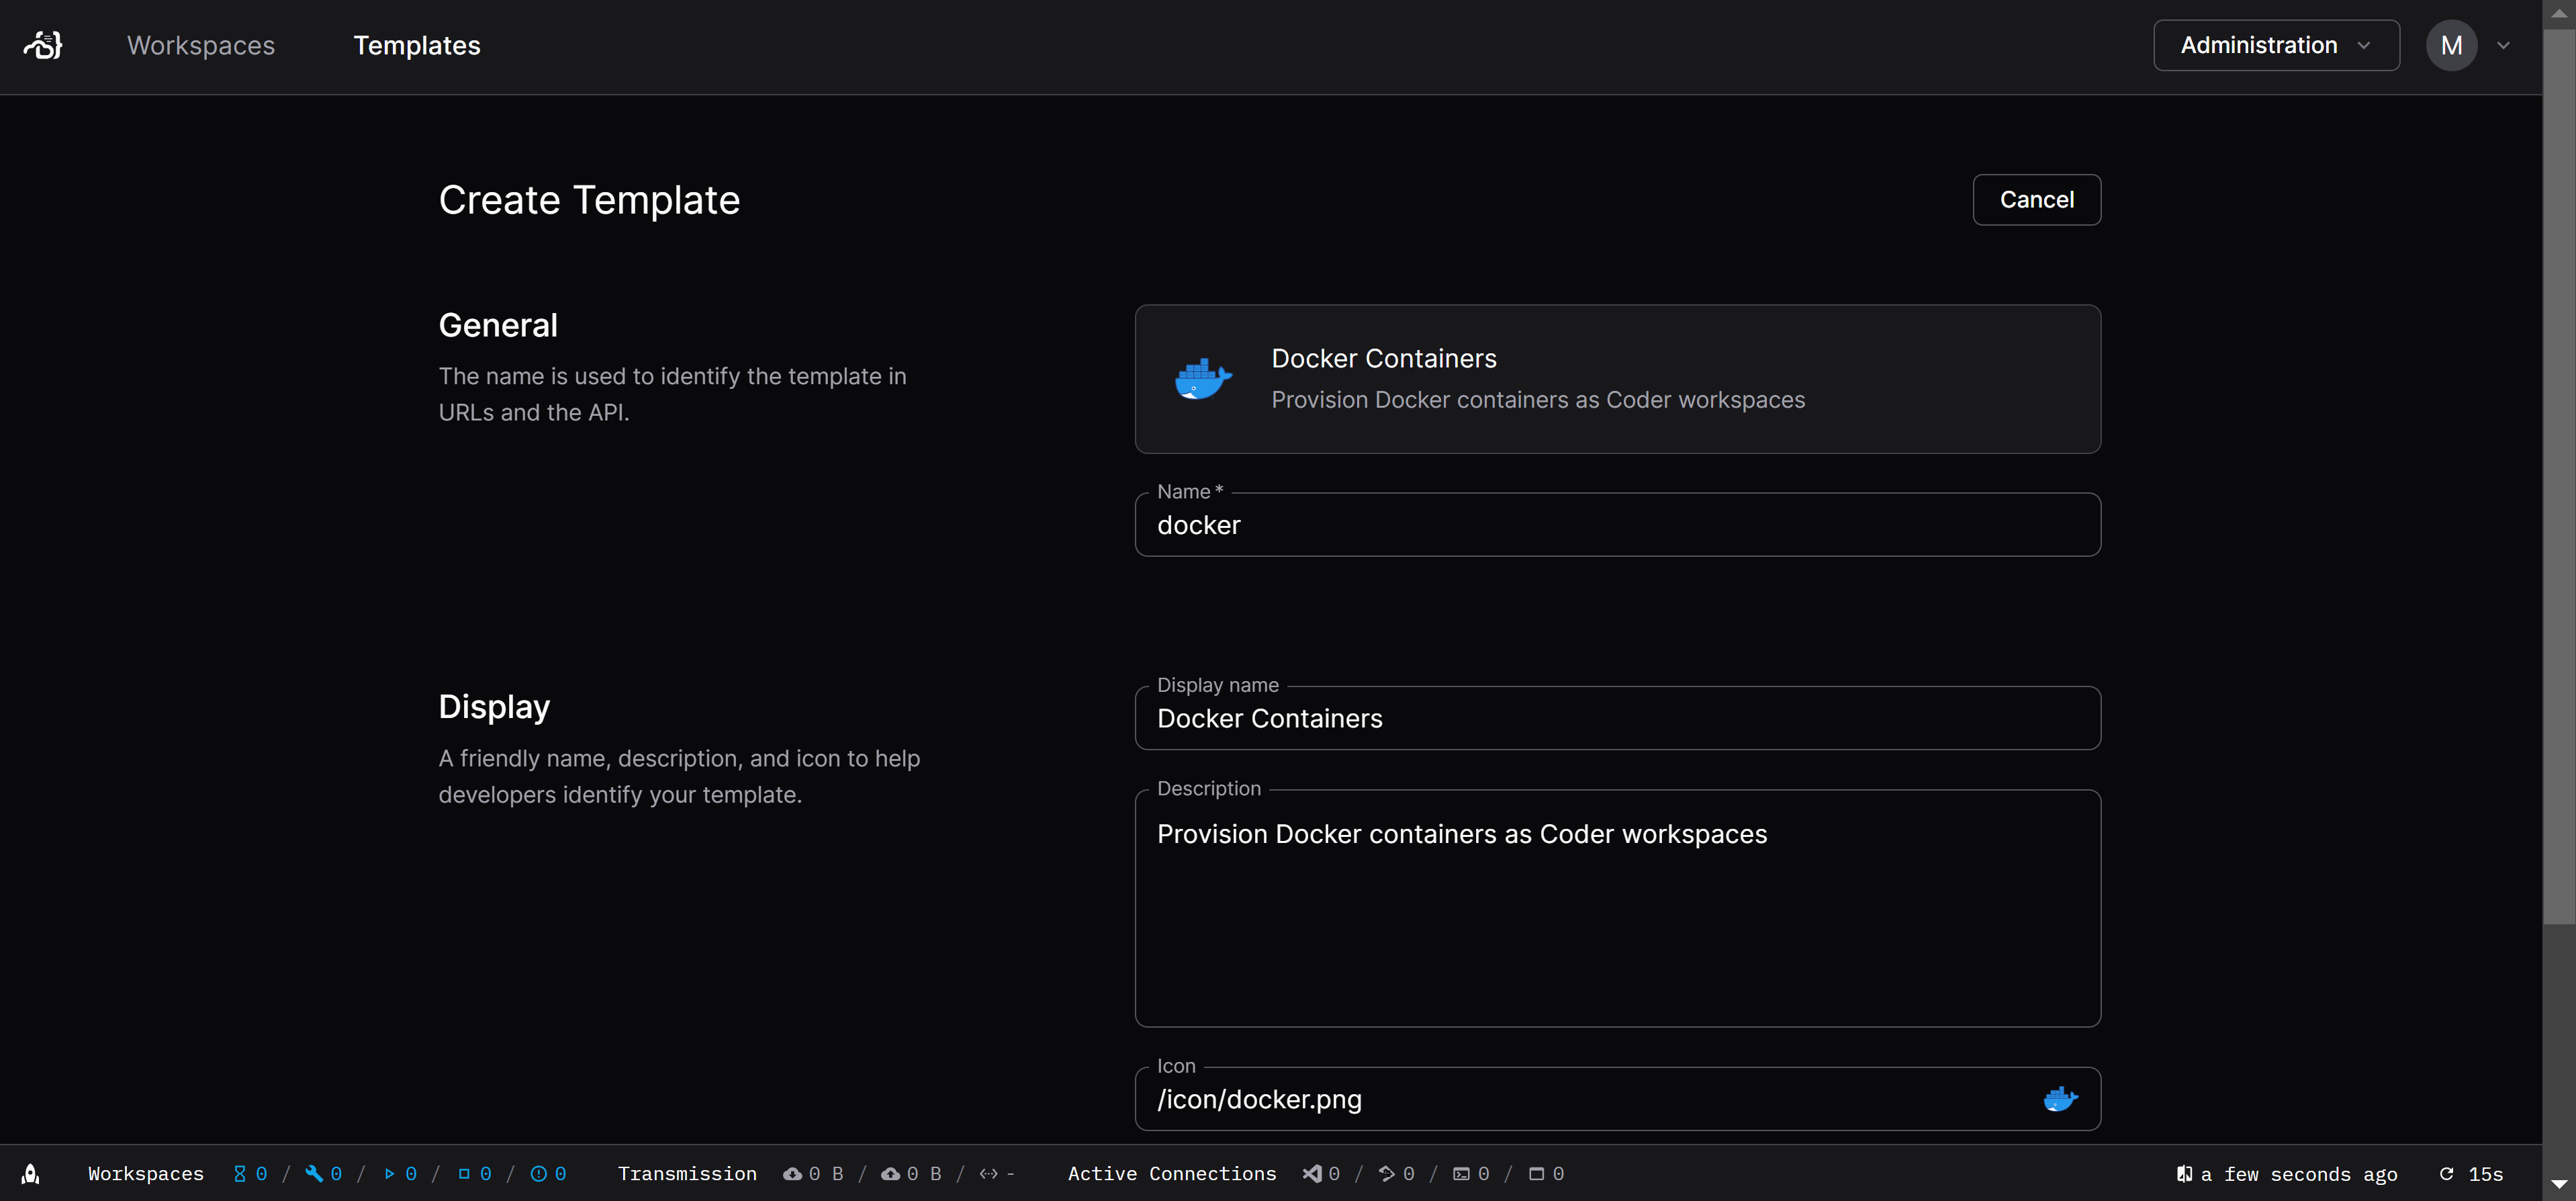 Workspaces
Templates
Administration
M
Create Template
Cancel
General
The name is used to identify the template in
URLs and the API.
Docker Containers
Provision Docker containers as Coder workspaces
Name*
docker
Display
A friendly name, description, and icon to help
developers identify your template.
Display name
Docker Containers
Description
Provision Docker containers as Coder workspaces
Icon
/icon/docker.png
Workspaces 0 / 0 / 0 / 0 / 0 Transmission 0 B / 0 B / - Active Connections 0 / 0 / 0 / 0 a few seconds ago 15s